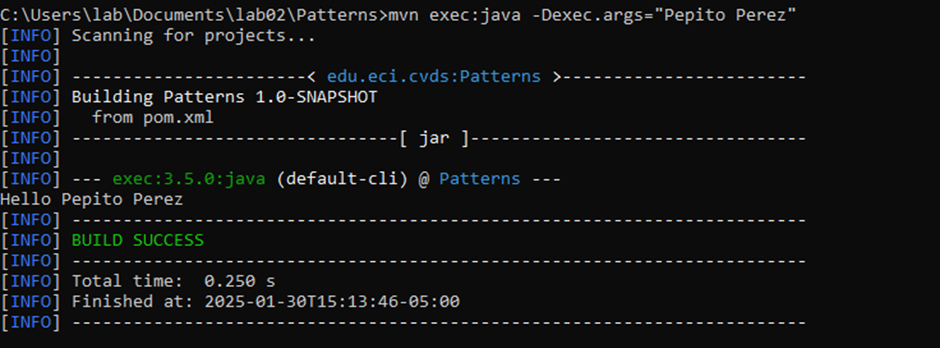 C:\Users\lab\Documents\lab02\Patterns>mvn exec:java -Dexec.args="Pepito Perez"
[INFO] Scanning for projects...
[INFO]
[INFO] -----------------------< edu.eci.cvds:Patterns >------------------------
[INFO] Building Patterns 1.0-SNAPSHOT
[INFO]   from pom.xml
[INFO] --------------------------------[ jar ]---------------------------------
[INFO]
[INFO] --- exec:3.5.0:java (default-cli) @ Patterns ---
Hello Pepito Perez
[INFO] ------------------------------------------------------------------------
[INFO] BUILD SUCCESS
[INFO] ------------------------------------------------------------------------
[INFO] Total time:  0.250 s
[INFO] Finished at: 2025-01-30T15:13:46-05:00
[INFO] ------------------------------------------------------------------------